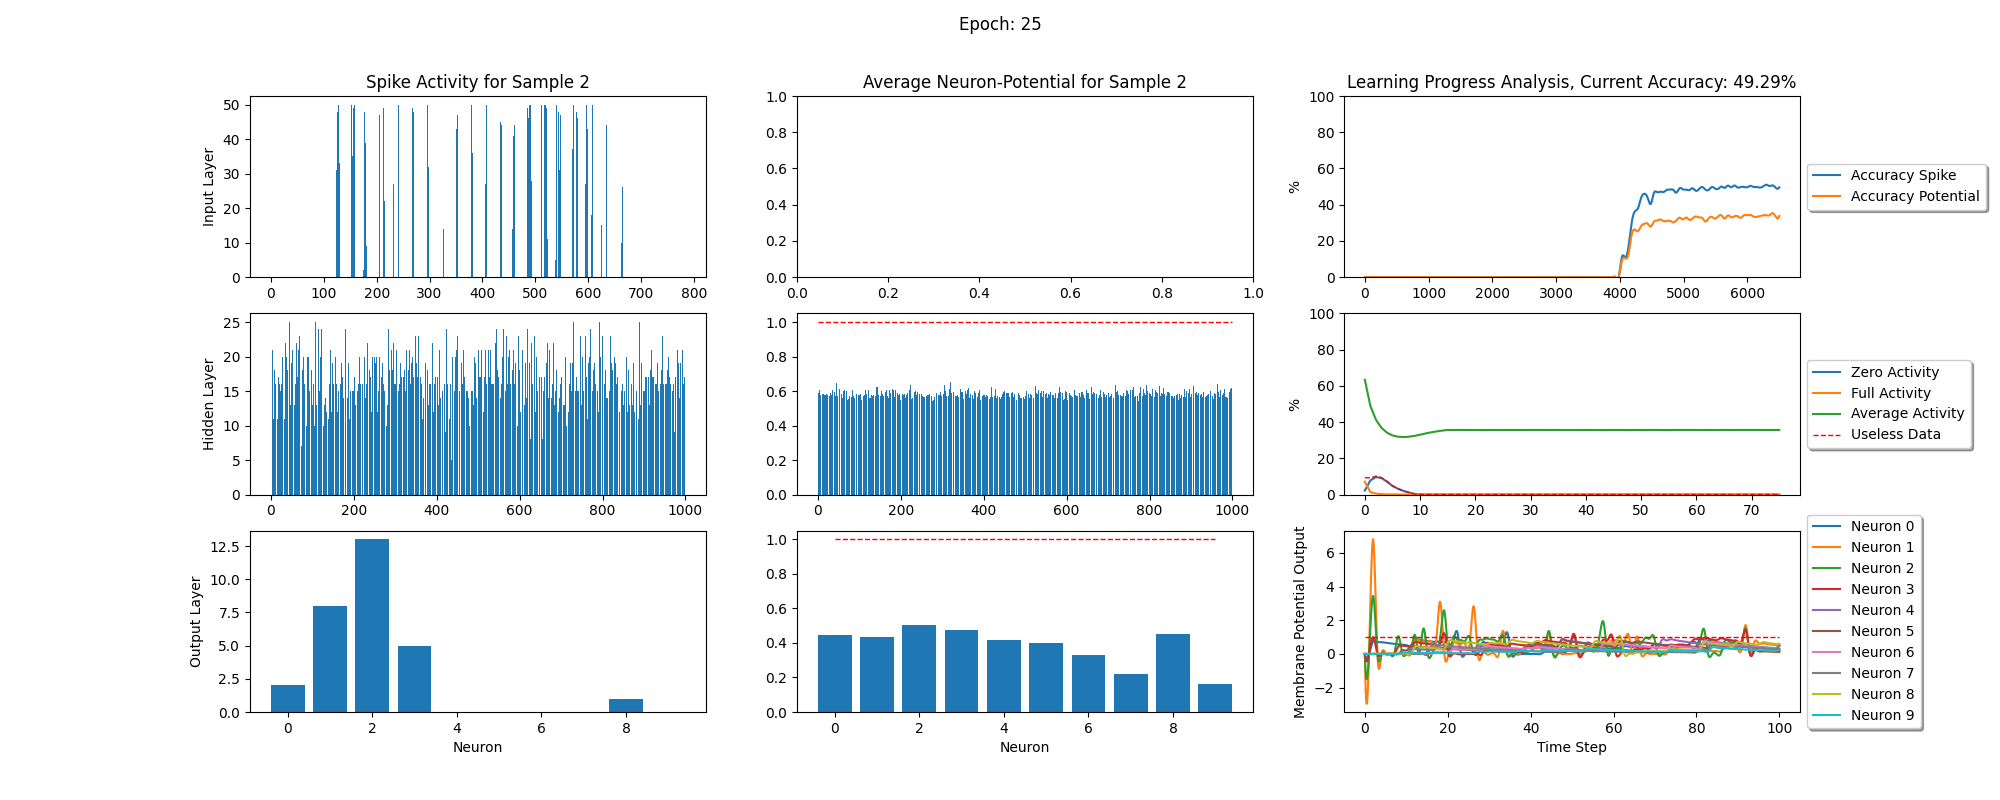 Epoch: 25
Spike Activity for Sample 2
Average Neuron-Potential for Sample 2
Learning Progress Analysis, Current Accuracy: 49.29%
Input Layer
50
40
30
20
10
0
0 100 200 300 400 500 600 700 800
1.0
0.8
0.6
0.4
0.2
0.0
0.0 0.2 0.4 0.6 0.8 1.0
%
100
80
60
40
20
0
0 1000 2000 3000 4000 5000 6000
Accuracy Spike
Accuracy Potential
Hidden Layer
25
20
15
10
5
0
0 200 400 600 800 1000
1.0
0.8
0.6
0.4
0.2
0.0
0 200 400 600 800 1000
%
100
80
60
40
20
0
0 10 20 30 40 50 60 70
Zero Activity
Full Activity
Average Activity
Useless Data
Output Layer
12.5
10.0
7.5
5.0
2.5
0.0
0 2 4 6 8
Neuron
1.0
0.8
0.6
0.4
0.2
0.0
0 2 4 6 8
Neuron
Membrane Potential Output
6
4
2
0
−2
0 20 40 60 80 100
Time Step
Neuron 0
Neuron 1
Neuron 2
Neuron 3
Neuron 4
Neuron 5
Neuron 6
Neuron 7
Neuron 8
Neuron 9